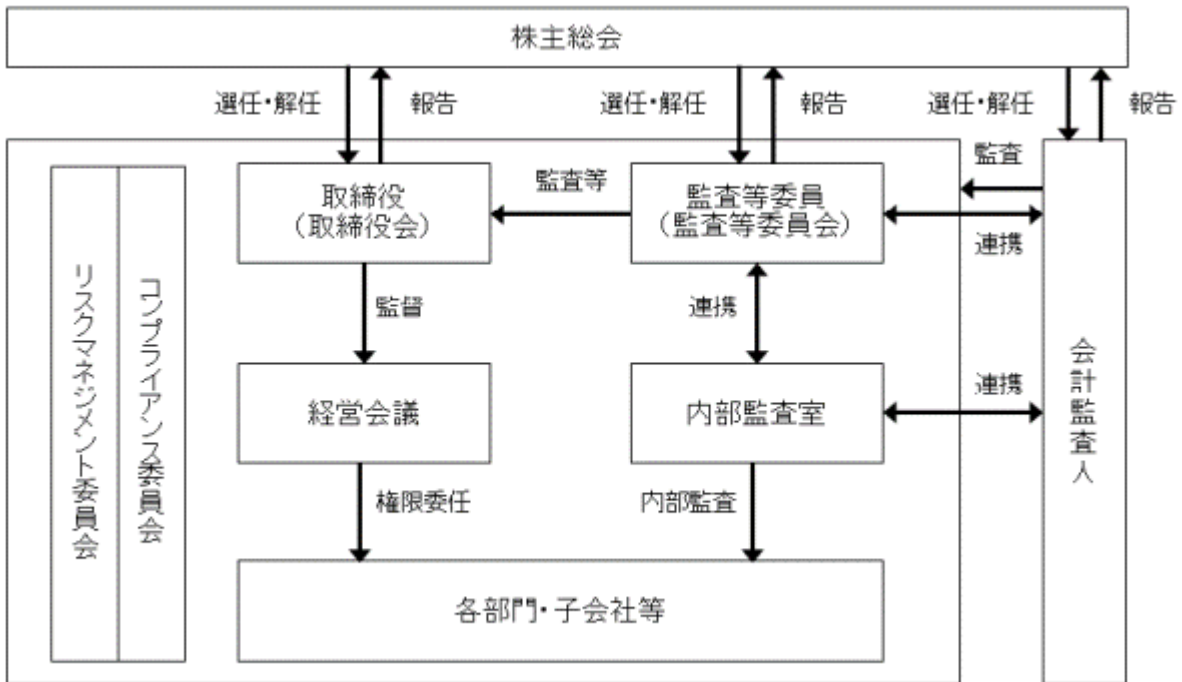 株主総会
選任・解任
報告
選任・解任
報告
選任・解任
報告
監査
取締役
（取締役会）
監査等
監査等委員
（監査等委員会）
連携
リスクマネジメント委員会
コンプライアンス委員会
監督
連携
会計監査人
経営会議
内部監査室
連携
権限委任
内部監査
各部門・子会社等